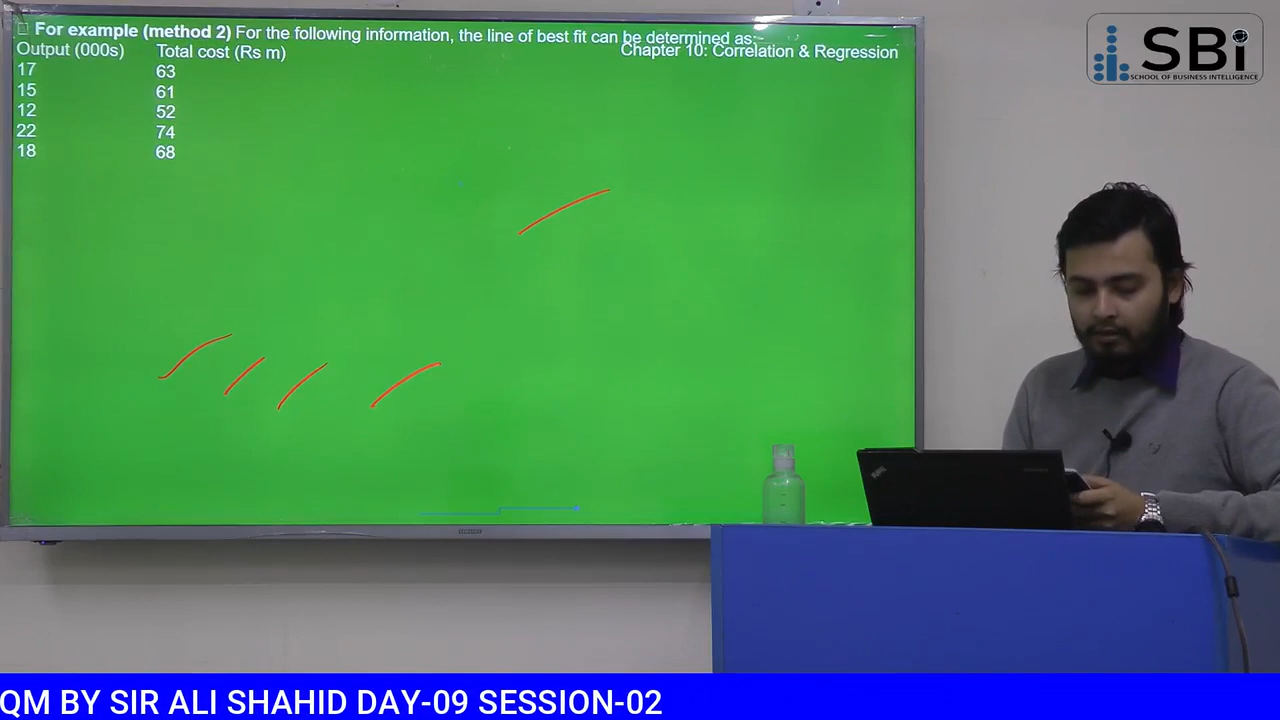 For example (method 2) For the following information, the line of best fit can be determined as:
Chapter 10: Correlation & Regression
Output (000s) Total cost (Rs m)
17 63
15 61
12 52
22 74
18 68
SBi
SCHOOL OF BUSINESS INTELLIGENCE
QM BY SIR ALI SHAHID DAY-09 SESSION-02